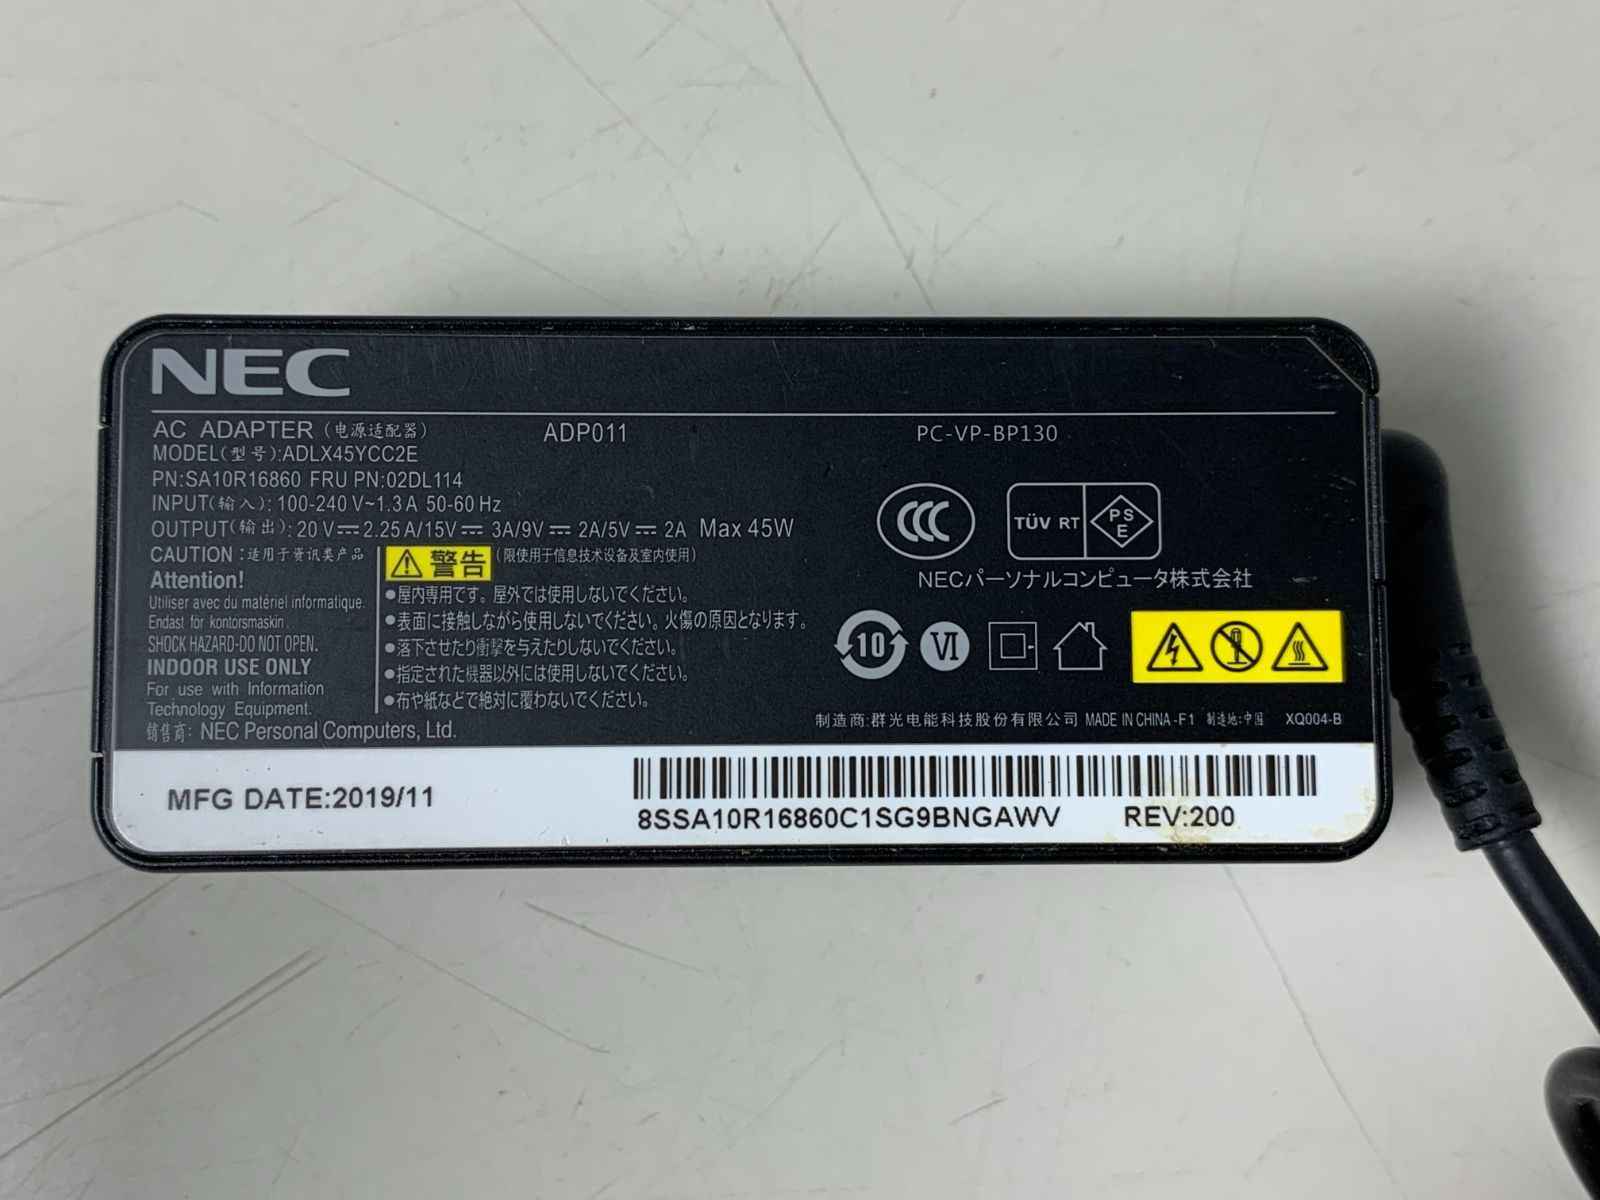 NEC
AC ADAPTER (电源适配器) ADP011 PC-VP-BP130
MODEL(型号):ADLX45YCC2E
PN:SA10R16860 FRU PN:02DL114
INPUT(输入): 100-240 V~1.3 A 50-60 Hz
OUTPUT(输出): 20 V⎓2.25 A/15V⎓ 3A/9V⎓ 2A/5V⎓ 2A Max 45W
CAUTION :适用于资讯类产品
Attention!
Utiliser avec du matériel informatique.
Endast för kontorsmaskin.
SHOCK HAZARD-DO NOT OPEN.
INDOOR USE ONLY
For use with Information
Technology Equipment.
销售商: NEC Personal Computers, Ltd.
⚠警告 (限使用于信息技术设备及室内使用)
●屋内専用です。屋外では使用しないでください。
●表面に接触しながら使用しないでください。火傷の原因となります。
●落下させたり衝撃を与えたりしないでください。
●指定された機器以外には使用しないでください。
●布や紙などで絶対に覆わないでください。
CCC
TÜV RT
PS
E
NECパーソナルコンピュータ株式会社
10 VI
制造商:群光电能科技股份有限公司 MADE IN CHINA -F1 制造地:中国 XQ004-B
MFG DATE:2019/11
8SSA10R16860C1SG9BNGAWV REV:200